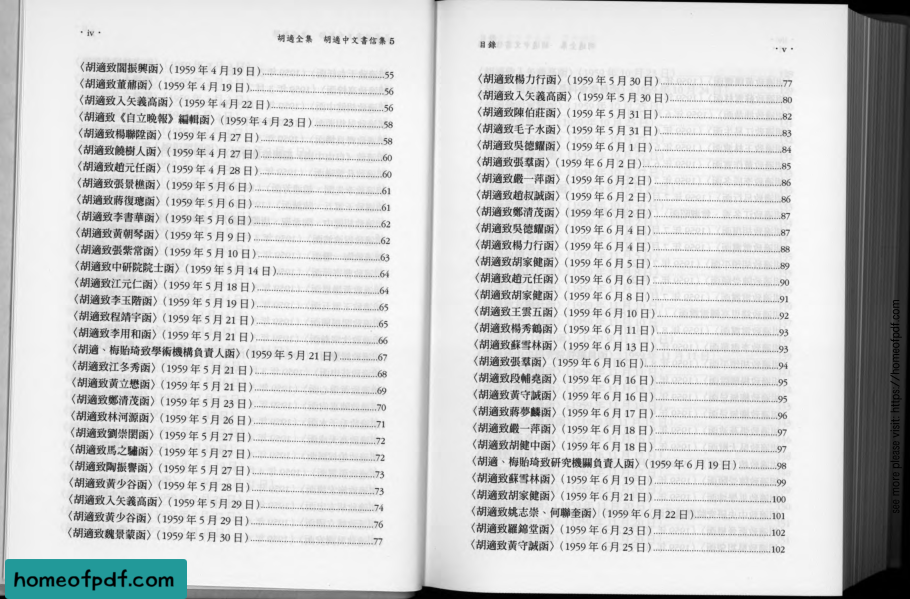 · iv ·
胡適全集 胡適中文書信集5
〈胡適致閻振興函〉（1959 年 4 月 19 日）....................55
〈胡適致董鼐函〉（1959 年 4 月 19 日）....................56
〈胡適致入矢義高函〉（1959 年 4 月 22 日）....................56
〈胡適致《自立晚報》編輯函〉（1959 年 4 月 23 日）....................58
〈胡適致楊聯陞函〉（1959 年 4 月 27 日）....................58
〈胡適致饒樹人函〉（1959 年 4 月 27 日）....................60
〈胡適致趙元任函〉（1959 年 4 月 28 日）....................60
〈胡適致張景樵函〉（1959 年 5 月 6 日）....................61
〈胡適致蔣復璁函〉（1959 年 5 月 6 日）....................61
〈胡適致李書華函〉（1959 年 5 月 6 日）....................62
〈胡適致黃朝琴函〉（1959 年 5 月 9 日）....................62
〈胡適致張紫常函〉（1959 年 5 月 10 日）....................63
〈胡適致中研院院士函〉（1959 年 5 月 14 日）....................64
〈胡適致江元仁函〉（1959 年 5 月 18 日）....................64
〈胡適致李玉階函〉（1959 年 5 月 19 日）....................65
〈胡適致程靖宇函〉（1959 年 5 月 21 日）....................65
〈胡適致李用和函〉（1959 年 5 月 21 日）....................66
〈胡適、梅貽琦致學術機構負責人函〉（1959 年 5 月 21 日）....................67
〈胡適致江冬秀函〉（1959 年 5 月 21 日）....................68
〈胡適致黃立懋函〉（1959 年 5 月 21 日）....................69
〈胡適致鄭清茂函〉（1959 年 5 月 23 日）....................70
〈胡適致林河源函〉（1959 年 5 月 26 日）....................71
〈胡適致劉崇閎函〉（1959 年 5 月 27 日）....................72
〈胡適致馬之驌函〉（1959 年 5 月 27 日）....................72
〈胡適致陶振譽函〉（1959 年 5 月 27 日）....................73
〈胡適致黃少谷函〉（1959 年 5 月 28 日）....................73
〈胡適致入矢義高函〉（1959 年 5 月 29 日）....................74
〈胡適致黃少谷函〉（1959 年 5 月 29 日）....................76
〈胡適致魏景蒙函〉（1959 年 5 月 30 日）....................77
目錄
· v ·
〈胡適致楊力行函〉（1959 年 5 月 30 日）....................77
〈胡適致入矢義高函〉（1959 年 5 月 30 日）....................80
〈胡適致陳伯莊函〉（1959 年 5 月 31 日）....................82
〈胡適致毛子水函〉（1959 年 5 月 31 日）....................83
〈胡適致吳德耀函〉（1959 年 6 月 1 日）....................84
〈胡適致張羣函〉（1959 年 6 月 2 日）....................85
〈胡適致嚴一萍函〉（1959 年 6 月 2 日）....................86
〈胡適致趙叔誠函〉（1959 年 6 月 2 日）....................86
〈胡適致鄭清茂函〉（1959 年 6 月 2 日）....................87
〈胡適致吳德耀函〉（1959 年 6 月 4 日）....................87
〈胡適致楊力行函〉（1959 年 6 月 4 日）....................88
〈胡適致胡家健函〉（1959 年 6 月 5 日）....................89
〈胡適致趙元任函〉（1959 年 6 月 6 日）....................90
〈胡適致胡家健函〉（1959 年 6 月 8 日）....................91
〈胡適致王雲五函〉（1959 年 6 月 10 日）....................92
〈胡適致楊秀鶴函〉（1959 年 6 月 11 日）....................93
〈胡適致蘇雪林函〉（1959 年 6 月 13 日）....................93
〈胡適致張羣函〉（1959 年 6 月 16 日）....................94
〈胡適致段輔堯函〉（1959 年 6 月 16 日）....................95
〈胡適致黃守誠函〉（1959 年 6 月 16 日）....................95
〈胡適致蔣夢麟函〉（1959 年 6 月 17 日）....................96
〈胡適致嚴一萍函〉（1959 年 6 月 18 日）....................97
〈胡適致胡健中函〉（1959 年 6 月 18 日）....................97
〈胡適、梅貽琦致研究機關負責人函〉（1959 年 6 月 19 日）....................98
〈胡適致蘇雪林函〉（1959 年 6 月 19 日）....................99
〈胡適致胡家健函〉（1959 年 6 月 21 日）....................100
〈胡適致姚志崇、何聯奎函〉（1959 年 6 月 22 日）....................101
〈胡適致羅錦堂函〉（1959 年 6 月 23 日）....................102
〈胡適致黃守誠函〉（1959 年 6 月 25 日）....................102
see more please visit: https://homeofpdf.com
homeofpdf.com